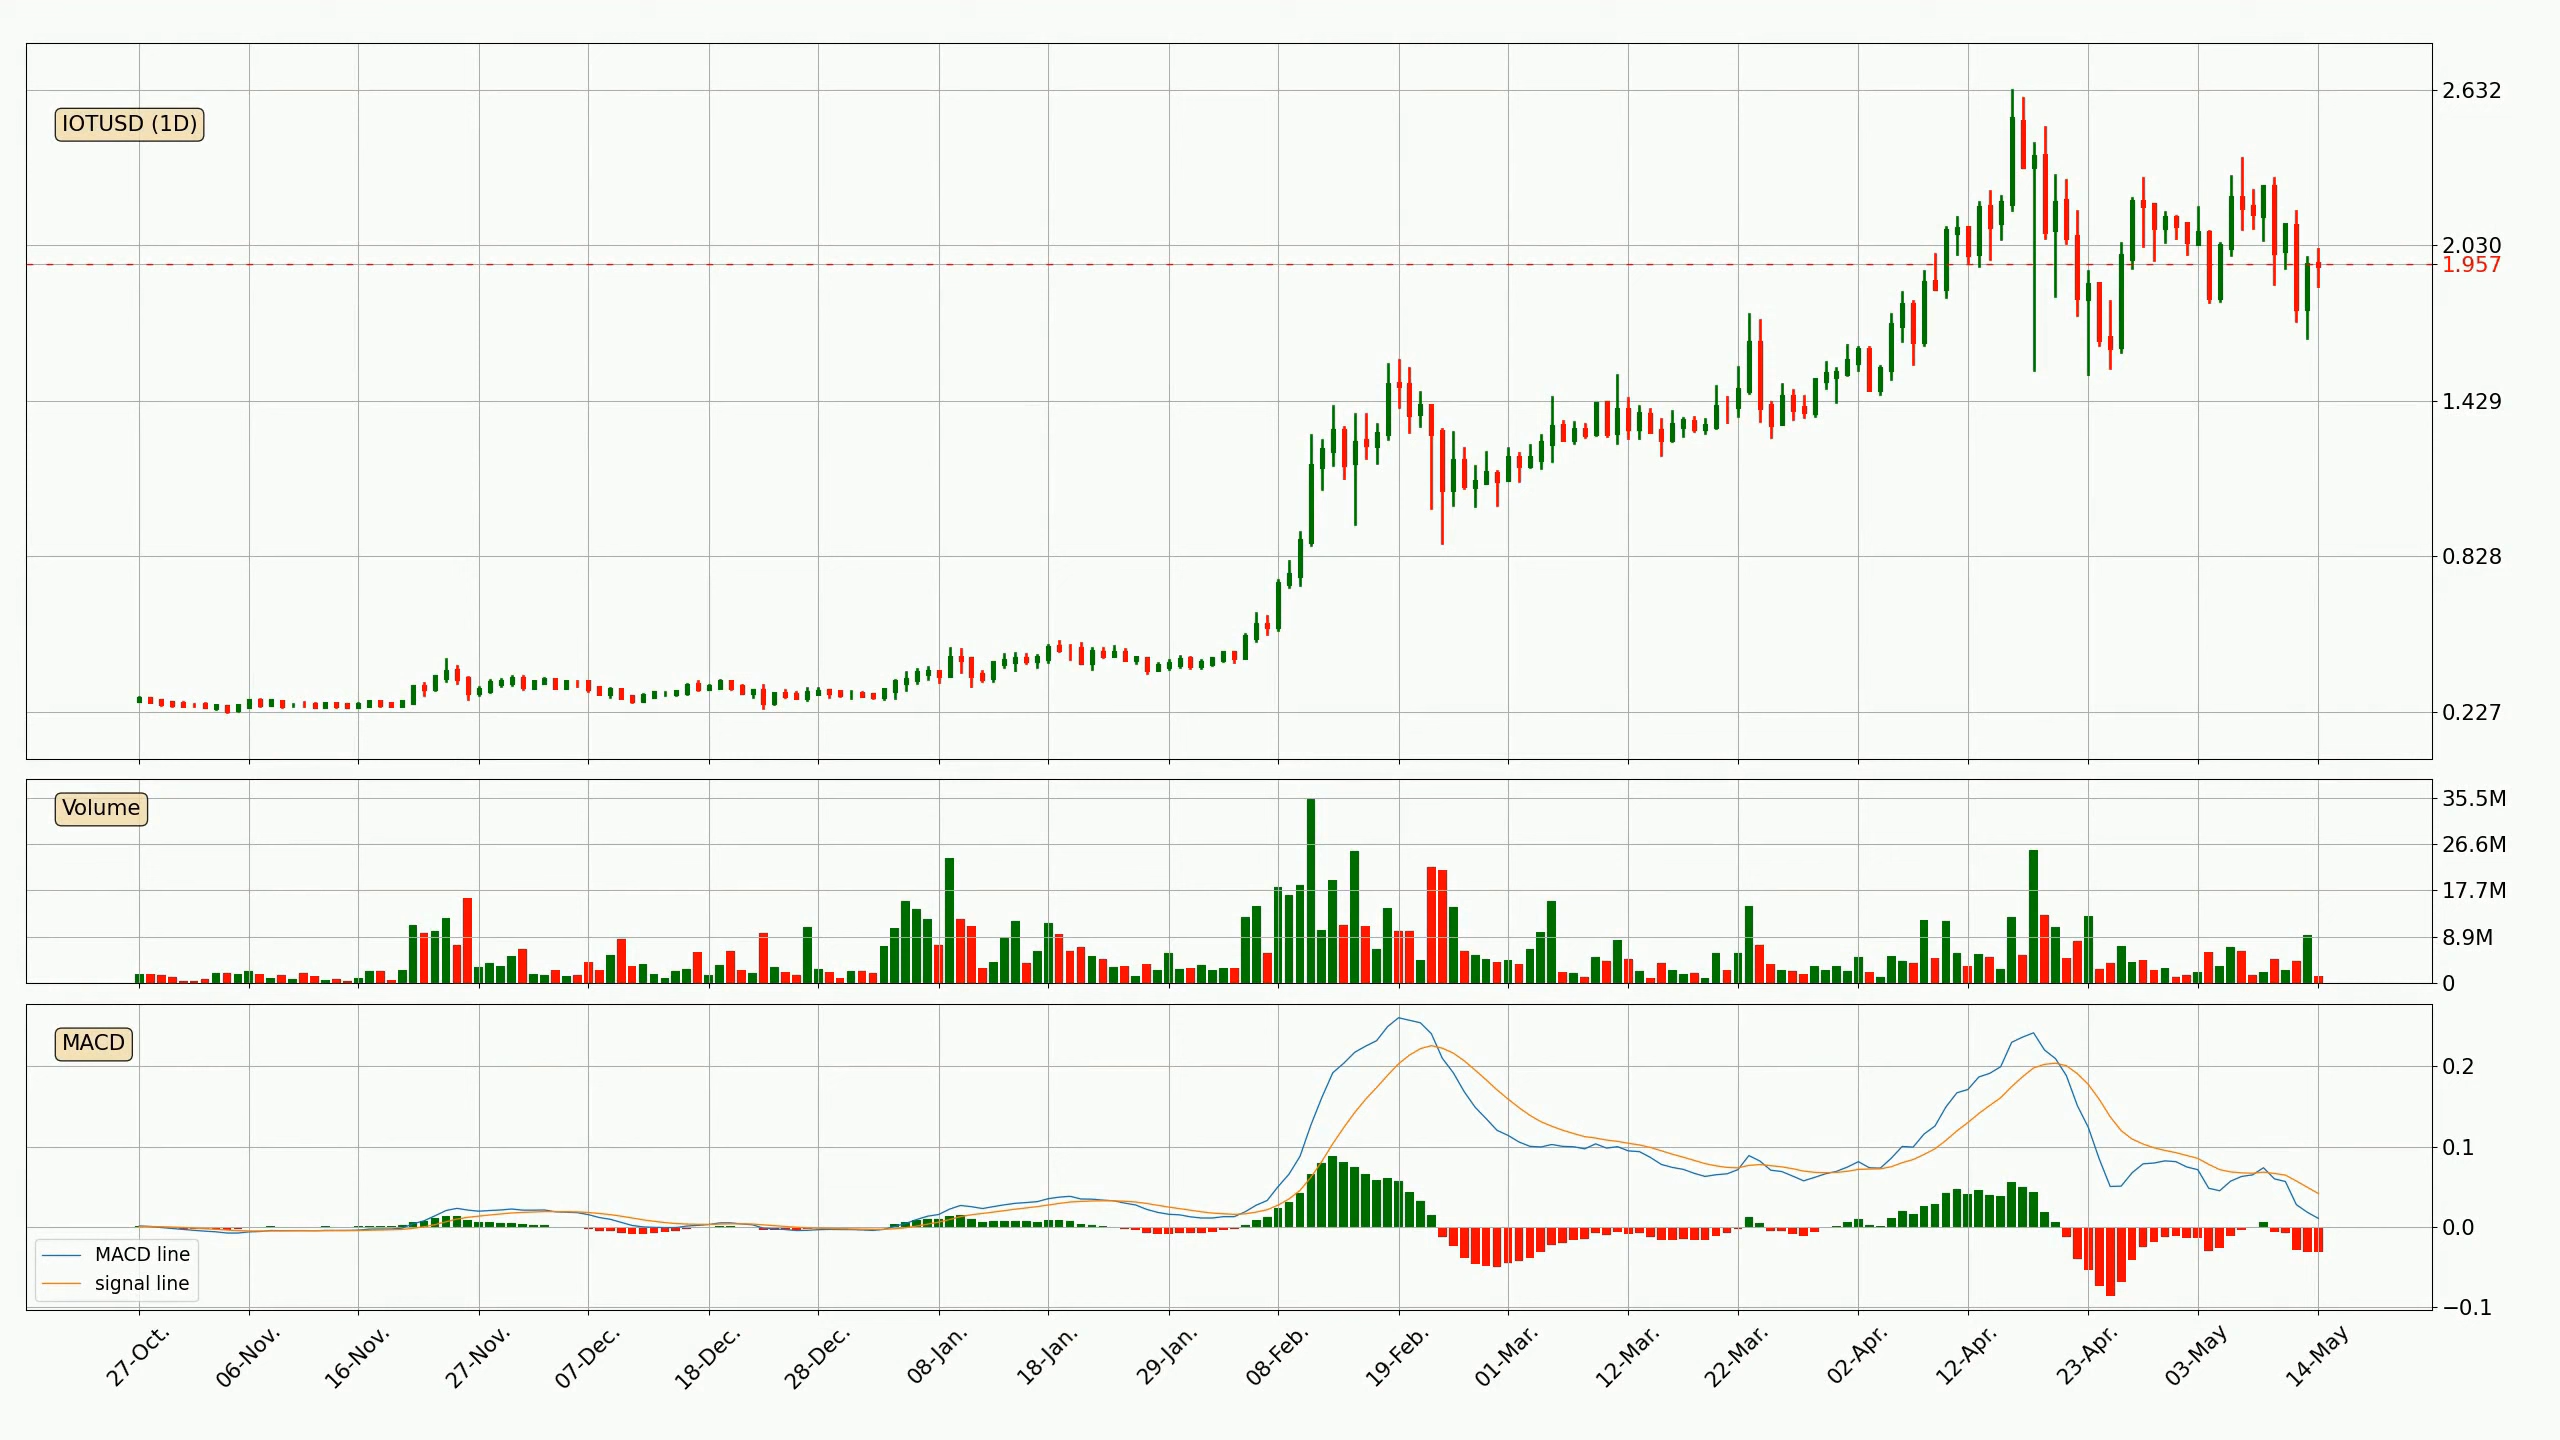 IOTUSD (1D)
2.632
2.030
1.957
1.429
0.828
0.227
Volume
35.5M
26.6M
17.7M
8.9M
0
MACD
0.2
0.1
0.0
−0.1
MACD line
signal line
27-Oct.
06-Nov.
16-Nov.
27-Nov.
07-Dec.
18-Dec.
28-Dec.
08-Jan.
18-Jan.
29-Jan.
08-Feb.
19-Feb.
01-Mar.
12-Mar.
22-Mar.
02-Apr.
12-Apr.
23-Apr.
03-May
14-May